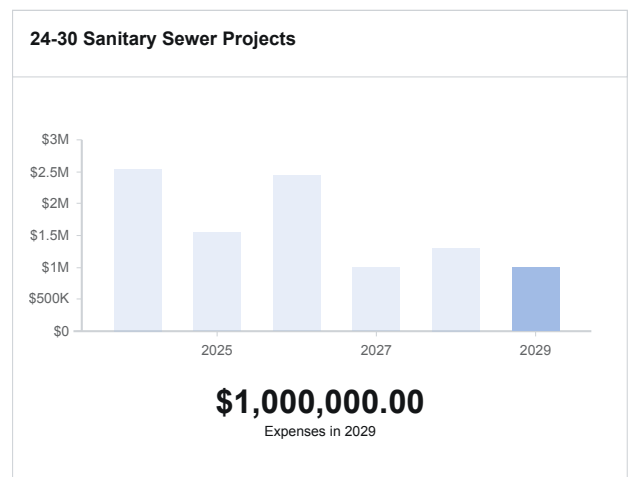 24-30 Sanitary Sewer Projects
$3M
$2.5M
$2M
$1.5M
$1M
$500K
$0
2025 2027 2029
$1,000,000.00
Expenses in 2029